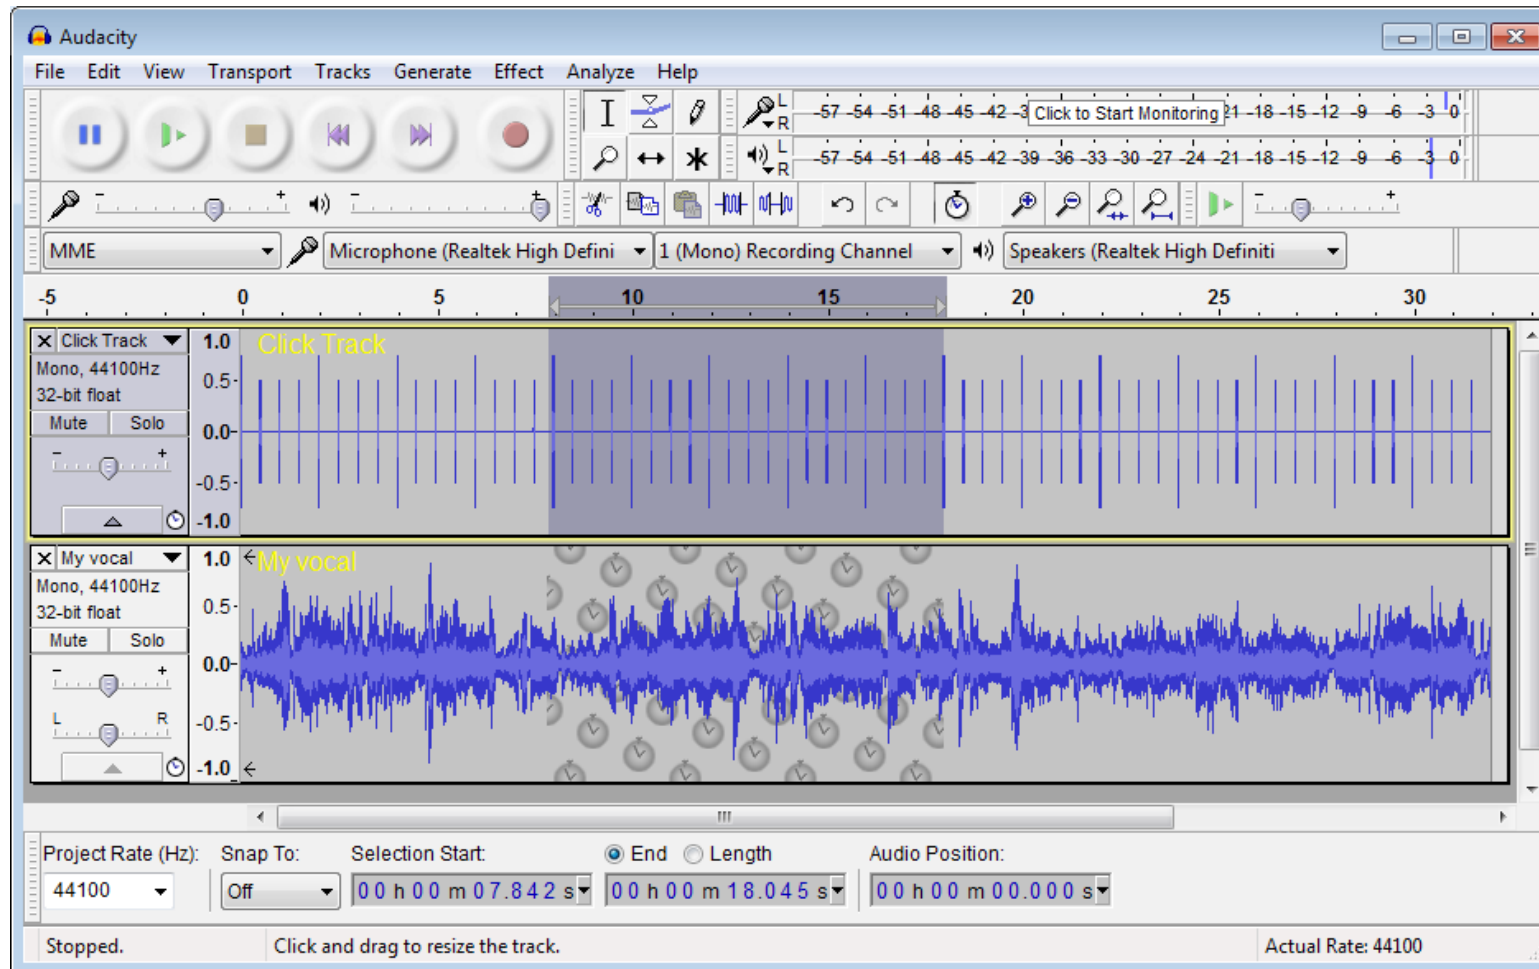 Audacity
File Edit View Transport Tracks Generate Effect Analyze Help
L
R
-57 -54 -51 -48 -45 -42 -3 Click to Start Monitoring 21 -18 -15 -12 -9 -6 -3 0
L
R
-57 -54 -51 -48 -45 -42 -39 -36 -33 -30 -27 -24 -21 -18 -15 -12 -9 -6 -3 0
- + - + - +
MME Microphone (Realtek High Defini 1 (Mono) Recording Channel Speakers (Realtek High Definiti
-5 0 5 10 15 20 25 30
X Click Track 1.0 Click Track
Mono, 44100Hz
32-bit float 0.5
Mute Solo 0.0
- +
-0.5
-1.0
X My vocal 1.0 My vocal
Mono, 44100Hz
32-bit float 0.5
Mute Solo
- + 0.0
L R -0.5
-1.0
Project Rate (Hz): Snap To: Selection Start: End Length Audio Position:
44100 Off 00 h 00 m 07.842 s 00 h 00 m 18.045 s 00 h 00 m 00.000 s
Stopped. Click and drag to resize the track. Actual Rate: 44100